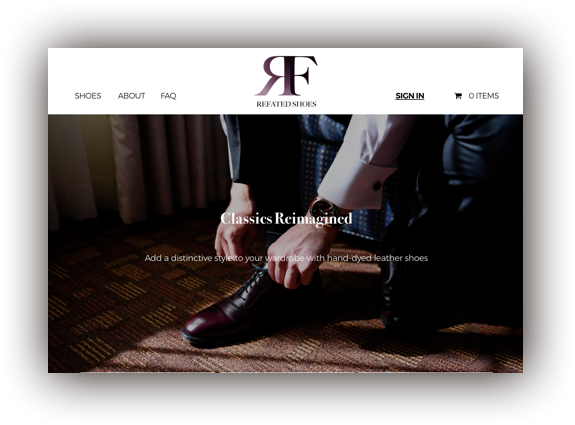 RF
REFATED SHOES
SHOES ABOUT FAQ SIGN IN 0 ITEMS
Classics Reimagined
Add a distinctive style to your wardrobe with hand-dyed leather shoes